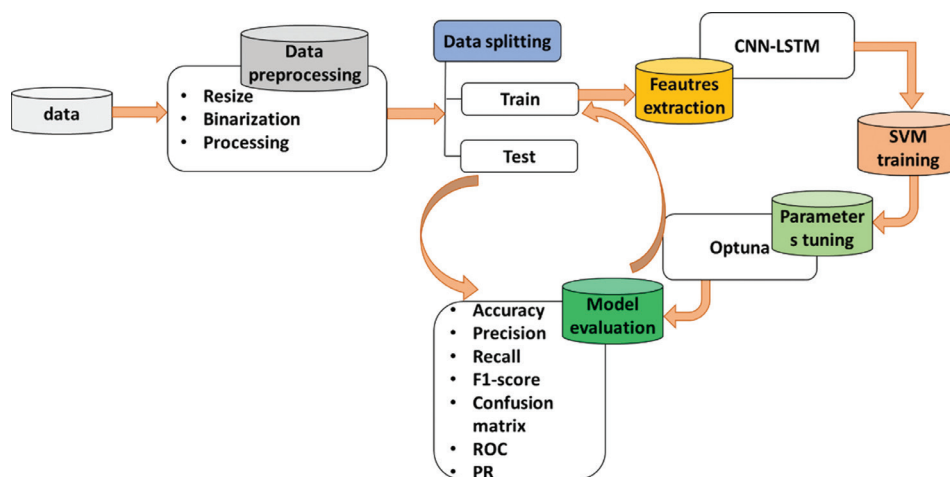 data
Data
preprocessing
• Resize
• Binarization
• Processing
Data splitting
Train
Test
Feautres
extraction
CNN-LSTM
SVM
training
Parameter
s tuning
Optuna
Model
evaluation
• Accuracy
• Precision
• Recall
• F1-score
• Confusion
matrix
• ROC
• PR